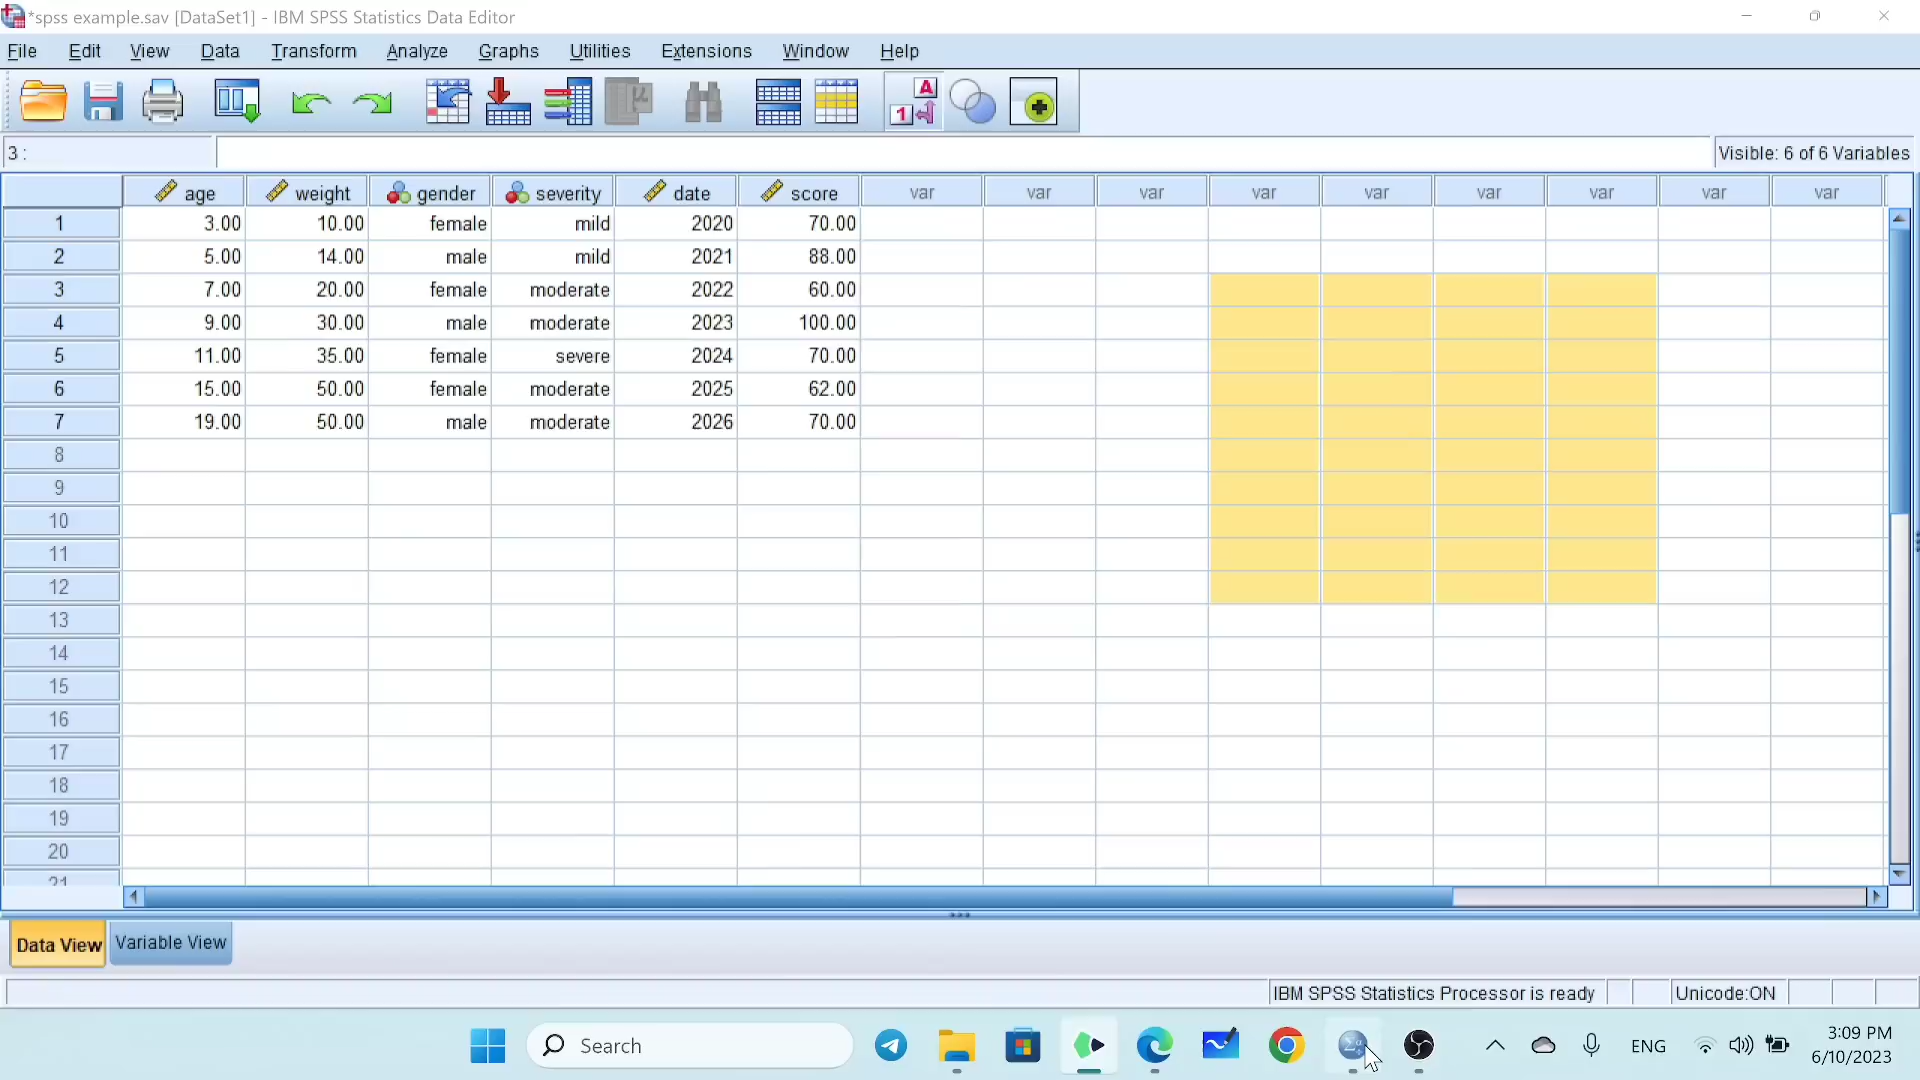 *spss example.sav [DataSet1] - IBM SPSS Statistics Data Editor
File Edit View Data Transform Analyze Graphs Utilities Extensions Window Help
A
1
µ
3 :
Visible: 6 of 6 Variables
age weight gender severity date score var var var var var var var var var
1 3.00 10.00 female mild 2020 70.00
2 5.00 14.00 male mild 2021 88.00
3 7.00 20.00 female moderate 2022 60.00
4 9.00 30.00 male moderate 2023 100.00
5 11.00 35.00 female severe 2024 70.00
6 15.00 50.00 female moderate 2025 62.00
7 19.00 50.00 male moderate 2026 70.00
8
9
10
11
12
13
14
15
16
17
18
19
20
21
Data View Variable View
IBM SPSS Statistics Processor is ready Unicode:ON
Search
ENG
3:09 PM
6/10/2023